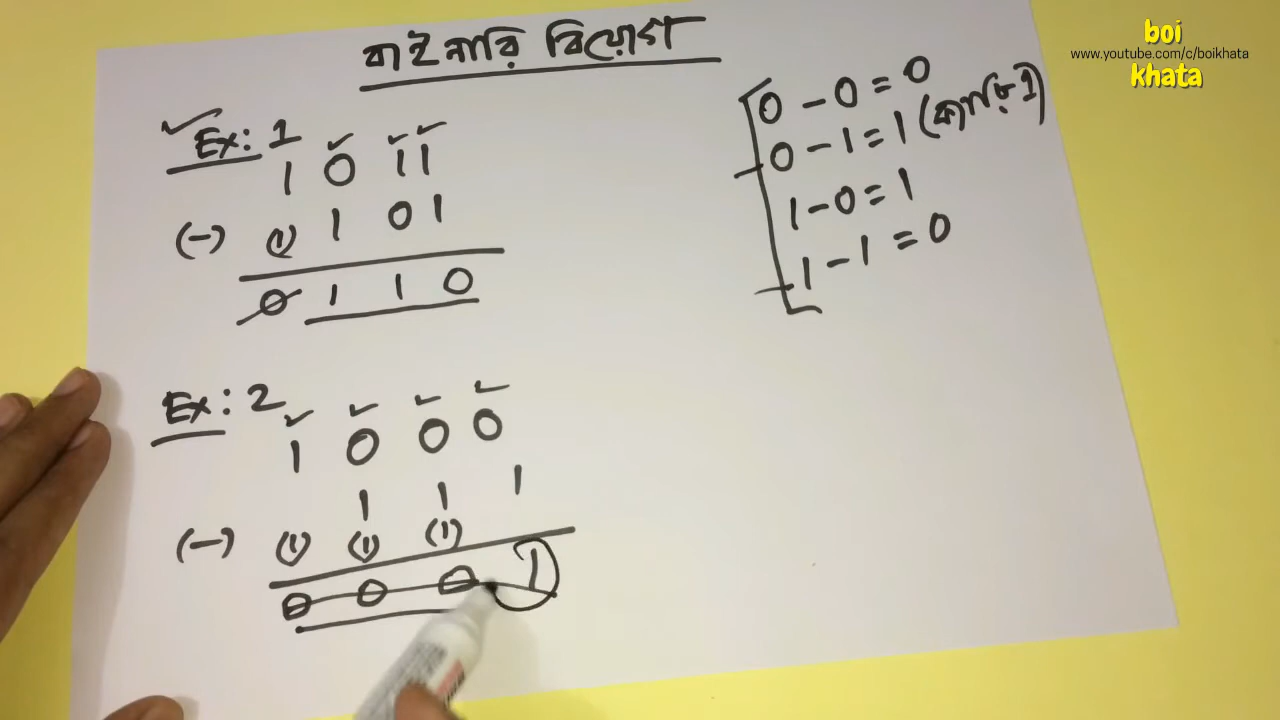 বাইনারি বিয়োগ
boi
www.youtube.com/c/boikhata
khata
Ex: 1
1 0 1 1
(-) (1) 1 0 1
0 1 1 0
0 - 0 = 0
0 - 1 = 1 (ক্যারি 1)
1 - 0 = 1
1 - 1 = 0
Ex: 2
1 0 0 0
1 1 1
(-) (1) (1) (1)
0 0 0 1